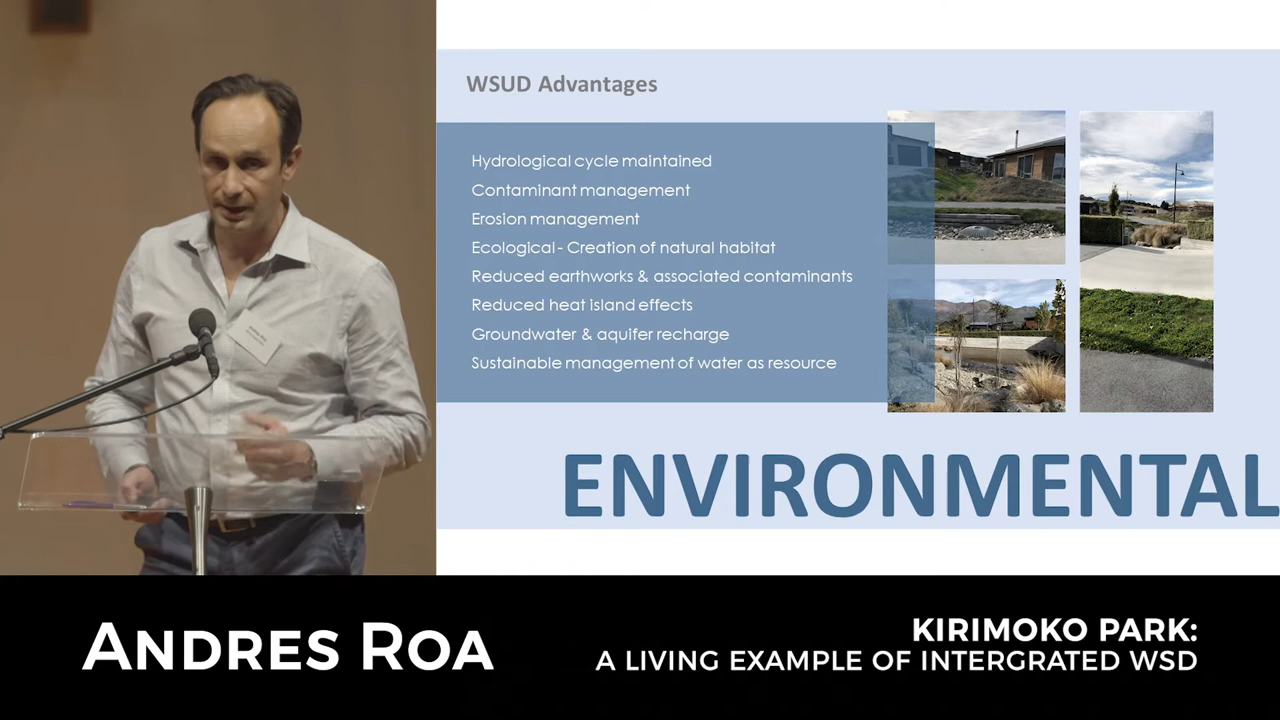 WSUD Advantages
Hydrological cycle maintained
Contaminant management
Erosion management
Ecological - Creation of natural habitat
Reduced earthworks & associated contaminants
Reduced heat island effects
Groundwater & aquifer recharge
Sustainable management of water as resource
ENVIRONMENTAL
ANDRES ROA
KIRIMOKO PARK:
A LIVING EXAMPLE OF INTERGRATED WSD